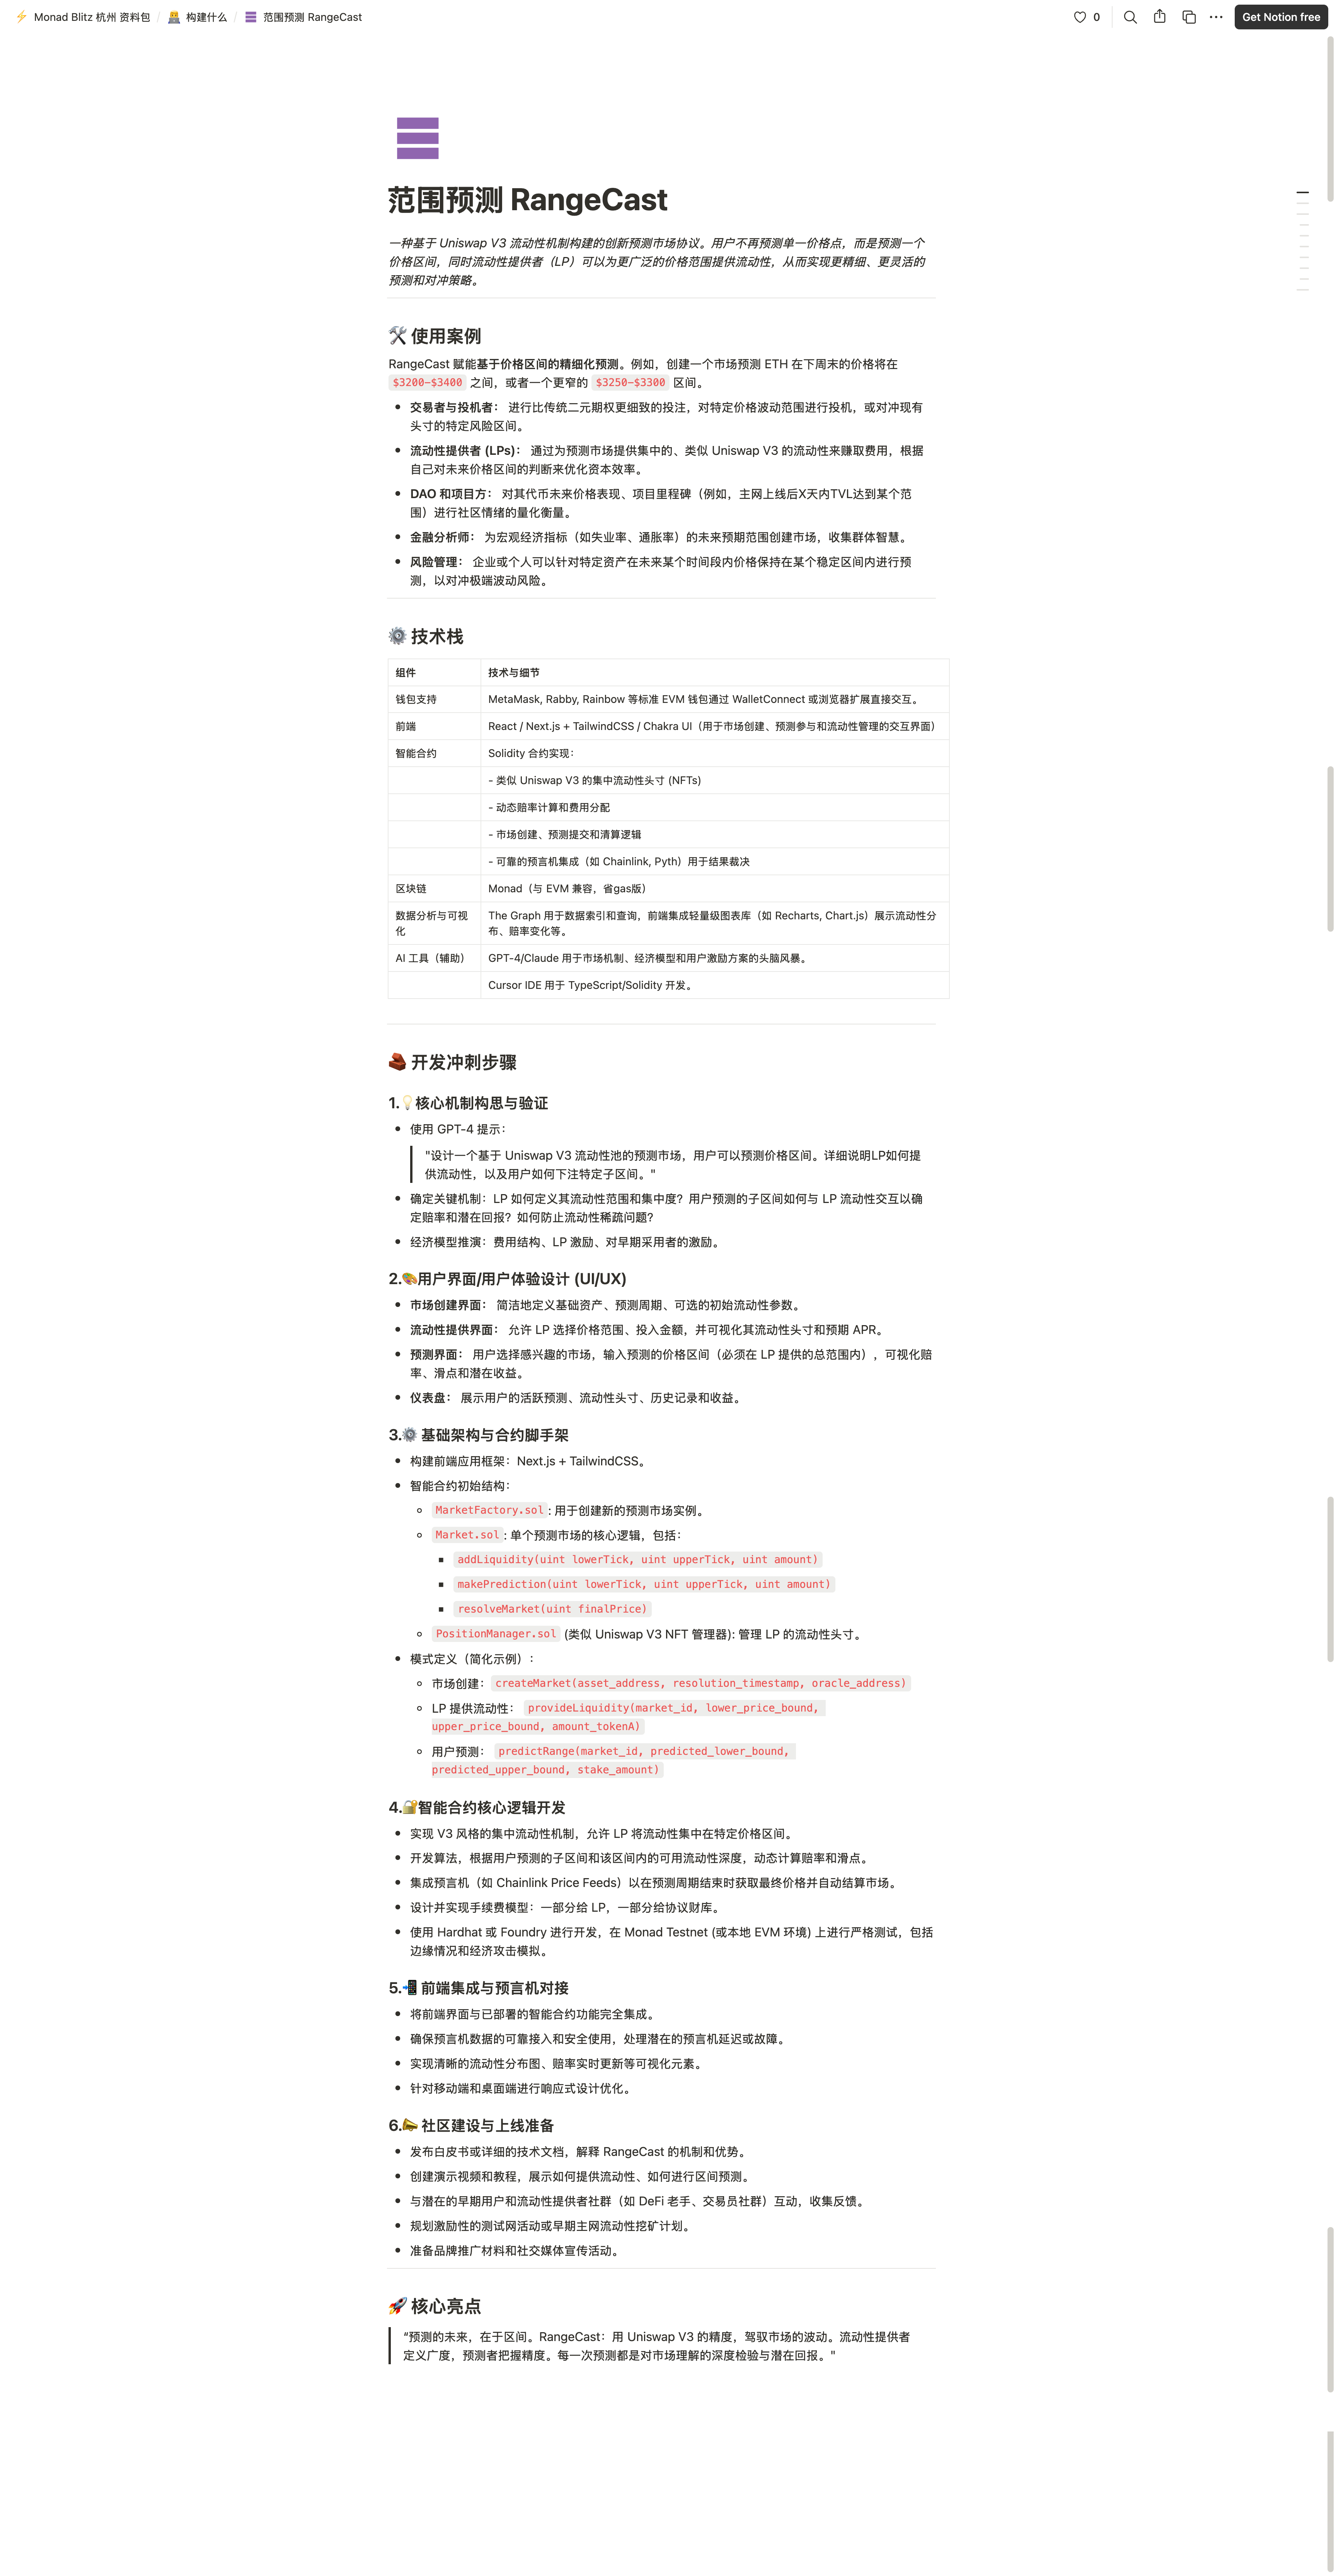 Monad Blitz 杭州 资料包 / 构建什么 / 范围预测 RangeCast
0
Get Notion free
范围预测 RangeCast
一种基于 Uniswap V3 流动性机制构建的创新预测市场协议。用户不再预测单一价格点，而是预测一个
价格区间，同时流动性提供者（LP）可以为更广泛的价格范围提供流动性，从而实现更精细、更灵活的
预测和对冲策略。
🛠️ 使用案例
RangeCast 赋能基于价格区间的精细化预测。例如，创建一个市场预测 ETH 在下周末的价格将在
$3200-$3400 之间，或者一个更窄的 $3250-$3300 区间。
• 交易者与投机者： 进行比传统二元期权更细致的投注，对特定价格波动范围进行投机，或对冲现有
头寸的特定风险区间。
• 流动性提供者 (LPs)： 通过为预测市场提供集中的、类似 Uniswap V3 的流动性来赚取费用，根据
自己对未来价格区间的判断来优化资本效率。
• DAO 和项目方： 对其代币未来价格表现、项目里程碑（例如，主网上线后X天内TVL达到某个范
围）进行社区情绪的量化衡量。
• 金融分析师： 为宏观经济指标（如失业率、通胀率）的未来预期范围创建市场，收集群体智慧。
• 风险管理： 企业或个人可以针对特定资产在未来某个时间段内价格保持在某个稳定区间内进行预
测，以对冲极端波动风险。
⚙️ 技术栈
组件 技术与细节
钱包支持 MetaMask, Rabby, Rainbow 等标准 EVM 钱包通过 WalletConnect 或浏览器扩展直接交互。
前端 React / Next.js + TailwindCSS / Chakra UI（用于市场创建、预测参与和流动性管理的交互界面）
智能合约 Solidity 合约实现：
- 类似 Uniswap V3 的集中流动性头寸 (NFTs)
- 动态赔率计算和费用分配
- 市场创建、预测提交和清算逻辑
- 可靠的预言机集成（如 Chainlink, Pyth）用于结果裁决
区块链 Monad（与 EVM 兼容，省gas版）
数据分析与可视
化
The Graph 用于数据索引和查询，前端集成轻量级图表库（如 Recharts, Chart.js）展示流动性分
布、赔率变化等。
AI 工具（辅助） GPT-4/Claude 用于市场机制、经济模型和用户激励方案的头脑风暴。
Cursor IDE 用于 TypeScript/Solidity 开发。
🧱 开发冲刺步骤
1.💡核心机制构思与验证
• 使用 GPT-4 提示：
"设计一个基于 Uniswap V3 流动性池的预测市场，用户可以预测价格区间。详细说明LP如何提
供流动性，以及用户如何下注特定子区间。"
• 确定关键机制：LP 如何定义其流动性范围和集中度？用户预测的子区间如何与 LP 流动性交互以确
定赔率和潜在回报？如何防止流动性稀疏问题？
• 经济模型推演：费用结构、LP 激励、对早期采用者的激励。
2.🎨用户界面/用户体验设计 (UI/UX)
• 市场创建界面： 简洁地定义基础资产、预测周期、可选的初始流动性参数。
• 流动性提供界面： 允许 LP 选择价格范围、投入金额，并可视化其流动性头寸和预期 APR。
• 预测界面： 用户选择感兴趣的市场，输入预测的价格区间（必须在 LP 提供的总范围内），可视化赔
率、滑点和潜在收益。
• 仪表盘： 展示用户的活跃预测、流动性头寸、历史记录和收益。
3.⚙️ 基础架构与合约脚手架
• 构建前端应用框架：Next.js + TailwindCSS。
• 智能合约初始结构：
◦ MarketFactory.sol: 用于创建新的预测市场实例。
◦ Market.sol: 单个预测市场的核心逻辑，包括：
▪ addLiquidity(uint lowerTick, uint upperTick, uint amount)
▪ makePrediction(uint lowerTick, uint upperTick, uint amount)
▪ resolveMarket(uint finalPrice)
◦ PositionManager.sol (类似 Uniswap V3 NFT 管理器): 管理 LP 的流动性头寸。
• 模式定义（简化示例）：
◦ 市场创建：createMarket(asset_address, resolution_timestamp, oracle_address)
◦ LP 提供流动性： provideLiquidity(market_id, lower_price_bound,
upper_price_bound, amount_tokenA)
◦ 用户预测： predictRange(market_id, predicted_lower_bound,
predicted_upper_bound, stake_amount)
4.🔐智能合约核心逻辑开发
• 实现 V3 风格的集中流动性机制，允许 LP 将流动性集中在特定价格区间。
• 开发算法，根据用户预测的子区间和该区间内的可用流动性深度，动态计算赔率和滑点。
• 集成预言机（如 Chainlink Price Feeds）以在预测周期结束时获取最终价格并自动结算市场。
• 设计并实现手续费模型：一部分给 LP，一部分给协议财库。
• 使用 Hardhat 或 Foundry 进行开发，在 Monad Testnet (或本地 EVM 环境) 上进行严格测试，包括
边缘情况和经济攻击模拟。
5.📲 前端集成与预言机对接
• 将前端界面与已部署的智能合约功能完全集成。
• 确保预言机数据的可靠接入和安全使用，处理潜在的预言机延迟或故障。
• 实现清晰的流动性分布图、赔率实时更新等可视化元素。
• 针对移动端和桌面端进行响应式设计优化。
6.📣 社区建设与上线准备
• 发布白皮书或详细的技术文档，解释 RangeCast 的机制和优势。
• 创建演示视频和教程，展示如何提供流动性、如何进行区间预测。
• 与潜在的早期用户和流动性提供者社群（如 DeFi 老手、交易员社群）互动，收集反馈。
• 规划激励性的测试网活动或早期主网流动性挖矿计划。
• 准备品牌推广材料和社交媒体宣传活动。
🚀 核心亮点
“预测的未来，在于区间。RangeCast：用 Uniswap V3 的精度，驾驭市场的波动。流动性提供者
定义广度，预测者把握精度。每一次预测都是对市场理解的深度检验与潜在回报。"